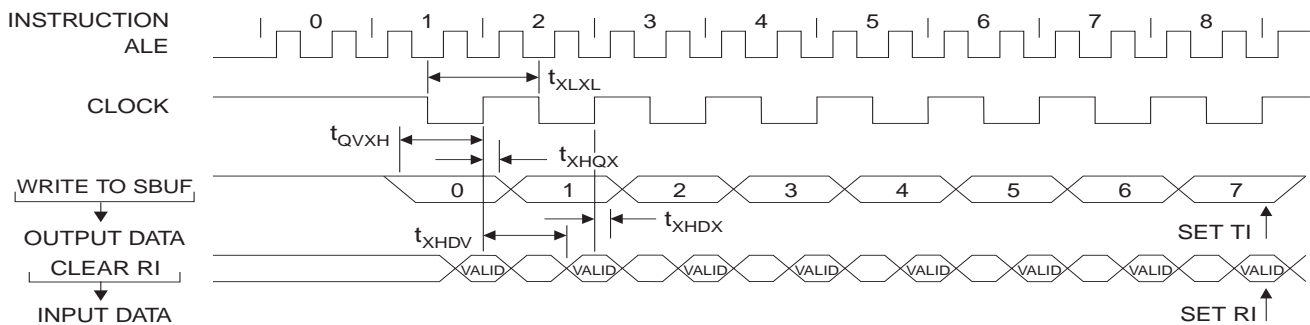 INSTRUCTION 0 1 2 3 4 5 6 7 8
ALE
tXLXL
CLOCK
tQVXH
tXHQX
WRITE TO SBUF 0 1 2 3 4 5 6 7
tXHDV tXHDX
OUTPUT DATA SET TI
CLEAR RI VALID VALID VALID VALID VALID VALID VALID VALID
INPUT DATA SET RI